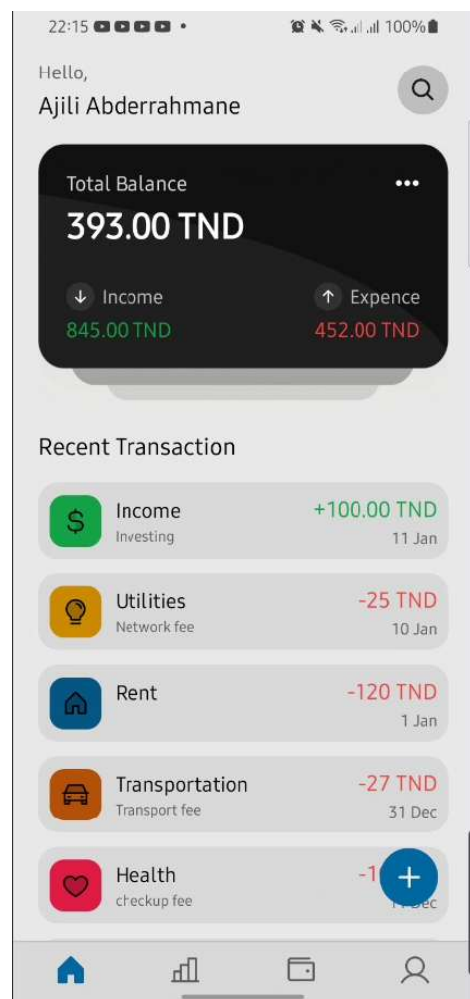 22:15
100%
Hello,
Ajili Abderrahmane
Total Balance
393.00 TND
Income
Expence
845.00 TND
452.00 TND
Recent Transaction
Income
+100.00 TND
Investing
11 Jan
Utilities
-25 TND
Network fee
10 Jan
Rent
-120 TND
1 Jan
Transportation
-27 TND
Transport fee
31 Dec
Health
checkup fee